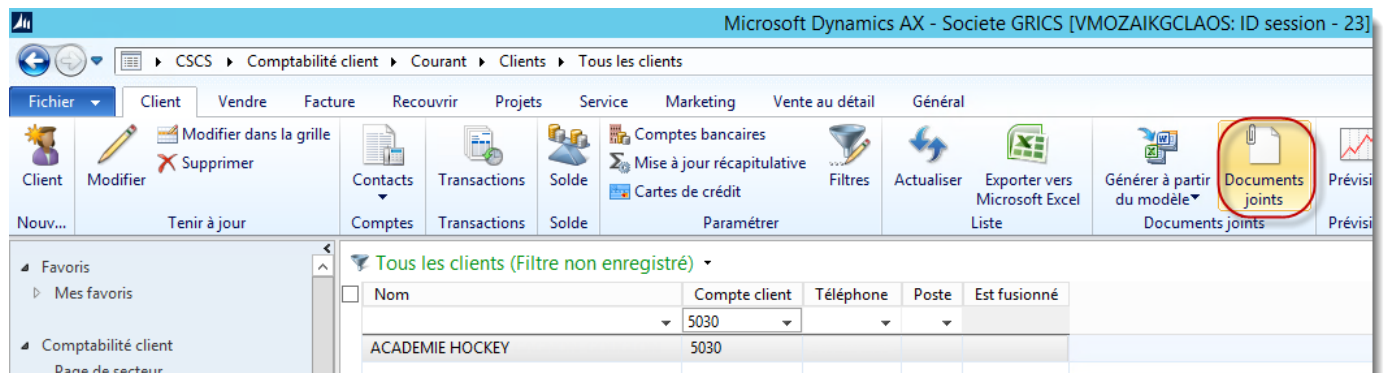 Microsoft Dynamics AX - Societe GRICS [VMOZAIKGCLAOS: ID session - 23]
CSCS Comptabilité client Courant Clients Tous les clients
Fichier Client Vendre Facture Recouvrir Projets Service Marketing Vente au détail Général
Client
Modifier
Modifier dans la grille
Supprimer
Contacts
Transactions
Solde
Comptes bancaires
Mise à jour récapitulative
Cartes de crédit
Filtres
Actualiser
Exporter vers
Microsoft Excel
Générer à partir
du modèle
Documents
joints
Prévisi
Nouv... Tenir à jour Comptes Transactions Solde Paramétrer Liste Documents joints Prévisi
Favoris
Mes favoris
Comptabilité client
Page de secteur
Tous les clients (Filtre non enregistré)
Nom Compte client Téléphone Poste Est fusionné
5030
ACADEMIE HOCKEY 5030